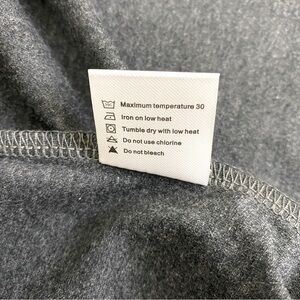 Maximum temperature 30
Iron on low heat
Tumble dry with low heat
Do not use chlorine
Do not bleach